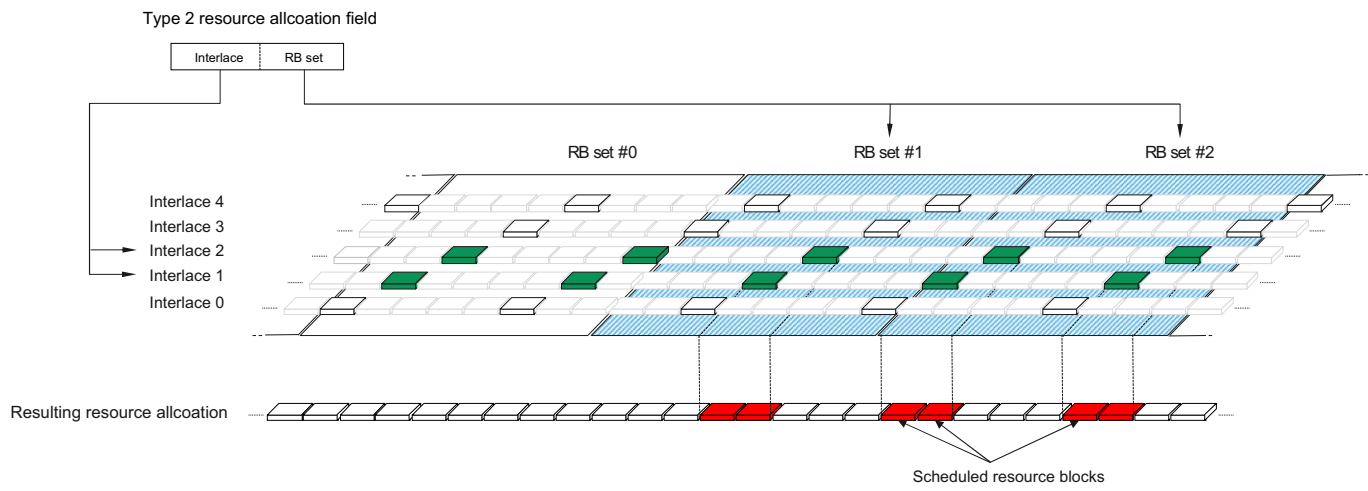 Type 2 resource allcoation field
Interlace RB set
RB set #0 RB set #1 RB set #2
Interlace 4
Interlace 3
Interlace 2
Interlace 1
Interlace 0
Resulting resource allcoation
Scheduled resource blocks